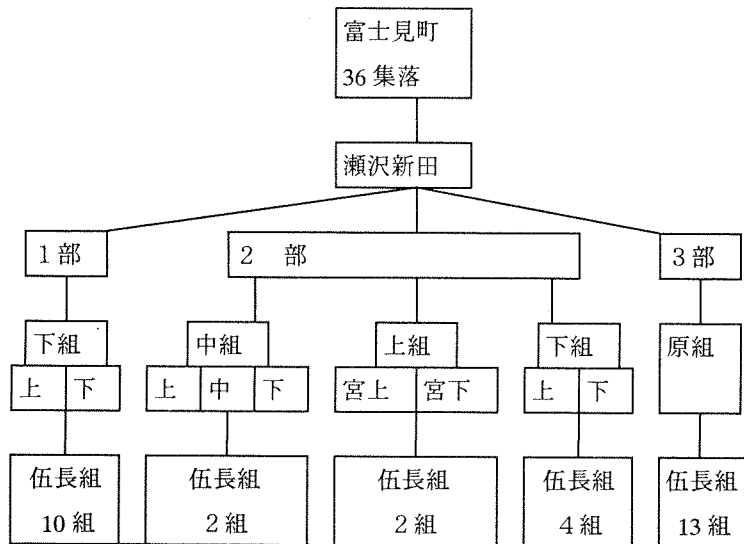 富士見町
36集落
瀬沢新田
1部
2 部
3部
下組
中組
上組
下組
原組
上 下
上 中 下
宮上 宮下
上 下
伍長組
10組
伍長組
2組
伍長組
2組
伍長組
4組
伍長組
13組